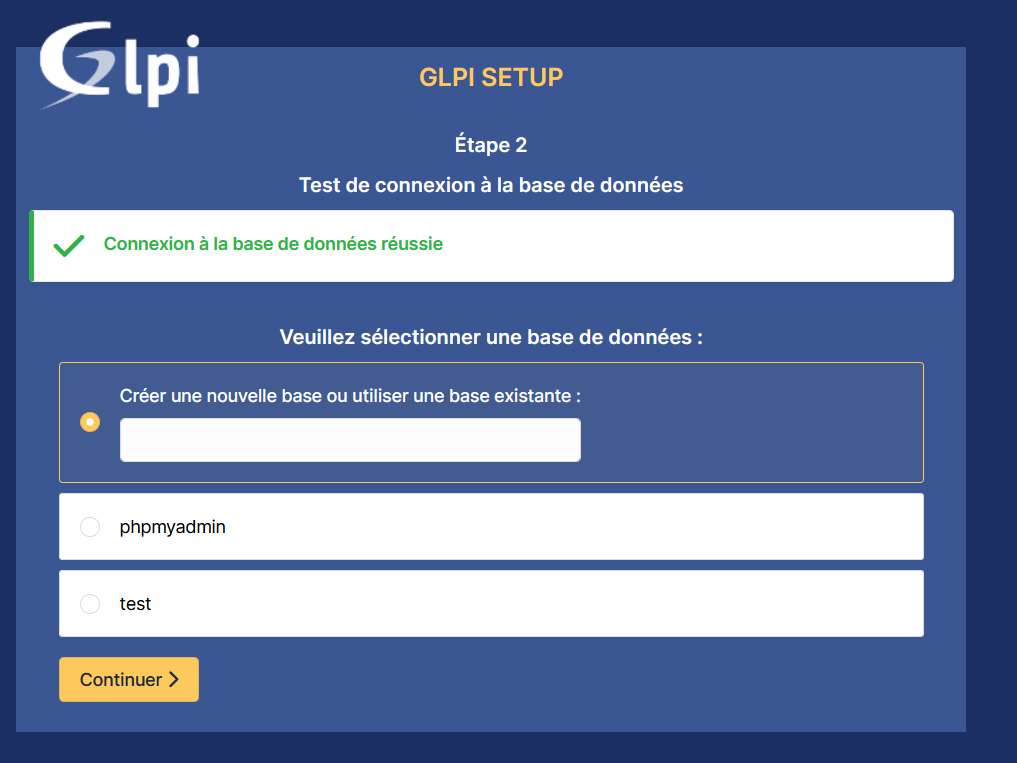 Glpi
GLPI SETUP
Étape 2
Test de connexion à la base de données
Connexion à la base de données réussie
Veuillez sélectionner une base de données :
Créer une nouvelle base ou utiliser une base existante :
phpmyadmin
test
Continuer